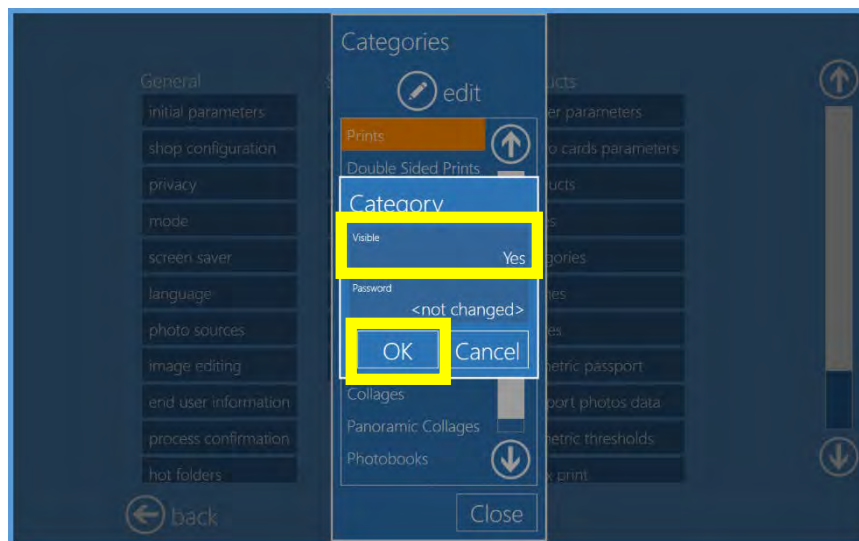 Categories
edit
General
ucts
initial parameters
er parameters
shop configuration
Prints
o cards parameters
Double Sided Prints
privacy
ucts
Category
mode
es
Visible
Yes
screen saver
gories
language
Password
<not changed>
photo sources
OK
Cancel
image editing
metric passport
end user information
Collages
port photos data
process confirmation
Panoramic Collages
metric thresholds
hot folders
Photobooks
x print
back
Close